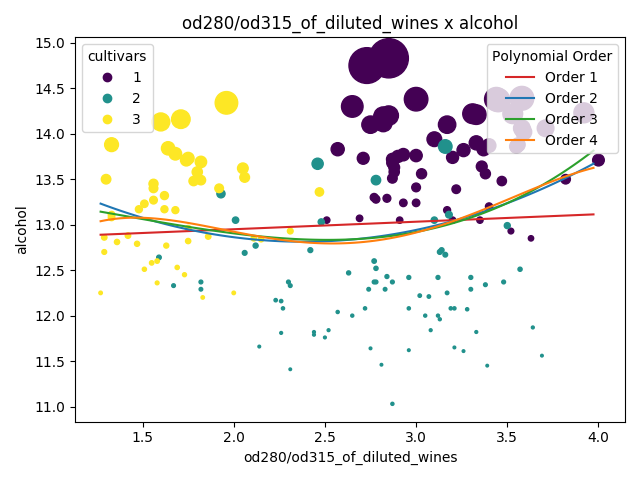 od280/od315_of_diluted_wines x alcohol
cultivars
1
2
3
Polynomial Order
Order 1
Order 2
Order 3
Order 4
alcohol
15.0
14.5
14.0
13.5
13.0
12.5
12.0
11.5
11.0
1.5 2.0 2.5 3.0 3.5 4.0
od280/od315_of_diluted_wines